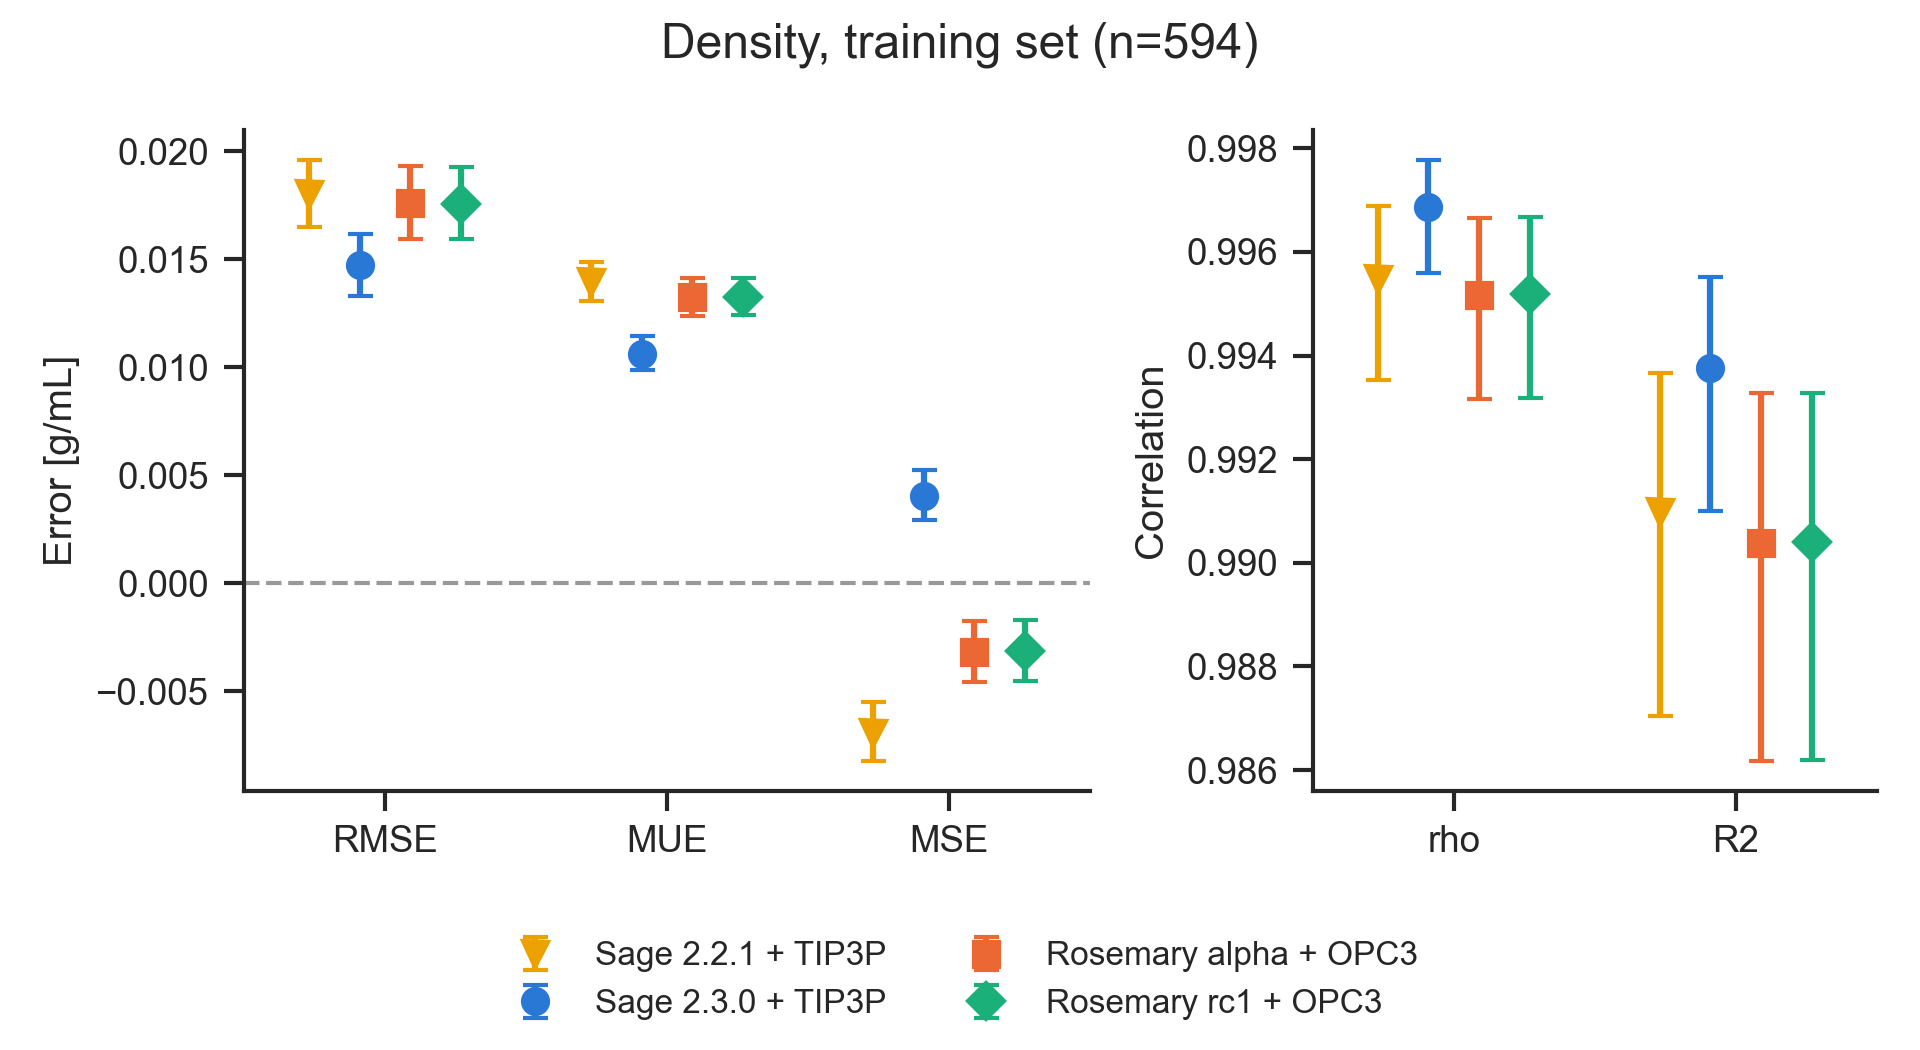 Density, training set (n=594)
Error [g/mL]
0.020
0.015
0.010
0.005
0.000
−0.005
RMSE
MUE
MSE
Correlation
0.998
0.996
0.994
0.992
0.990
0.988
0.986
rho
R2
Sage 2.2.1 + TIP3P
Sage 2.3.0 + TIP3P
Rosemary alpha + OPC3
Rosemary rc1 + OPC3